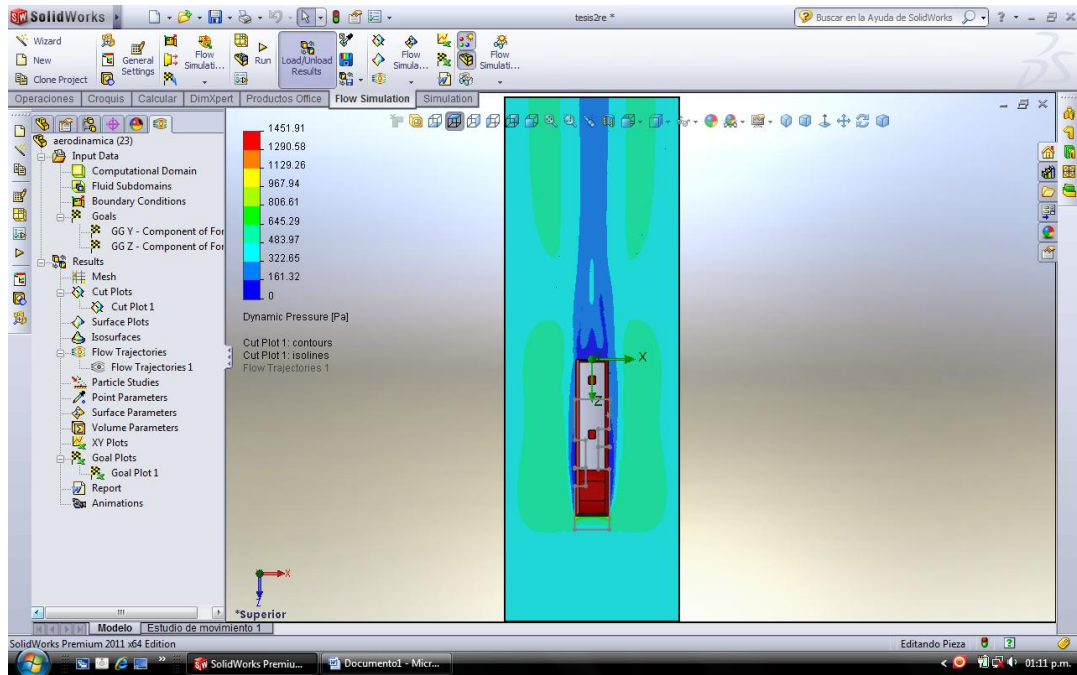 SolidWorks
tesis2re *
Buscar en la Ayuda de SolidWorks
Wizard
New
Clone Project
General Settings
Flow Simulati...
Run
Load/Unload Results
Flow Simula...
Flow Simulati...
Operaciones
Croquis
Calcular
DimXpert
Productos Office
Flow Simulation
Simulation
aerodinamica (23)
Input Data
Computational Domain
Fluid Subdomains
Boundary Conditions
Goals
GG Y - Component of For
GG Z - Component of For
Results
Mesh
Cut Plots
Cut Plot 1
Surface Plots
Isosurfaces
Flow Trajectories
Flow Trajectories 1
Particle Studies
Point Parameters
Surface Parameters
Volume Parameters
XY Plots
Goal Plots
Goal Plot 1
Report
Animations
1451.91
1290.58
1129.26
967.94
806.61
645.29
483.97
322.65
161.32
0
Dynamic Pressure [Pa]
Cut Plot 1: contours
Cut Plot 1: isolines
Flow Trajectories 1
X
Z
X
Z
*Superior
Modelo
Estudio de movimiento 1
SolidWorks Premium 2011 x64 Edition
Editando Pieza
SolidWorks Premiu...
Documento1 - Micr...
01:11 p.m.